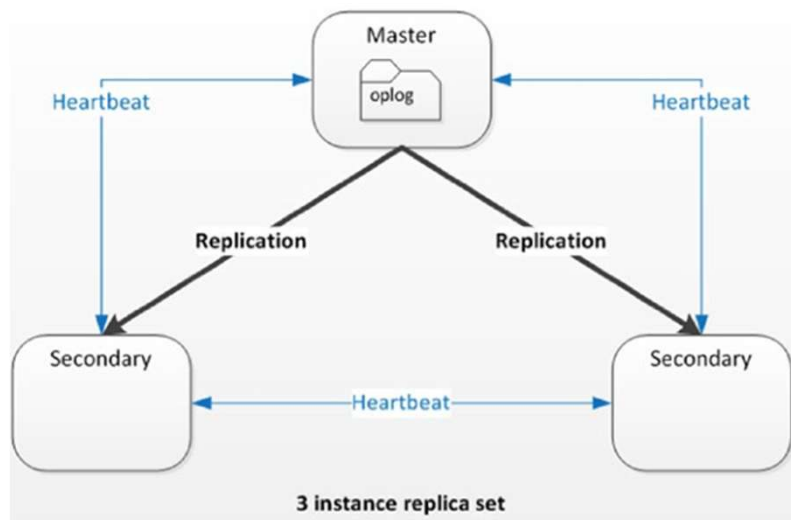 Master
oplog
Heartbeat
Heartbeat
Replication
Replication
Secondary
Secondary
Heartbeat
3 instance replica set